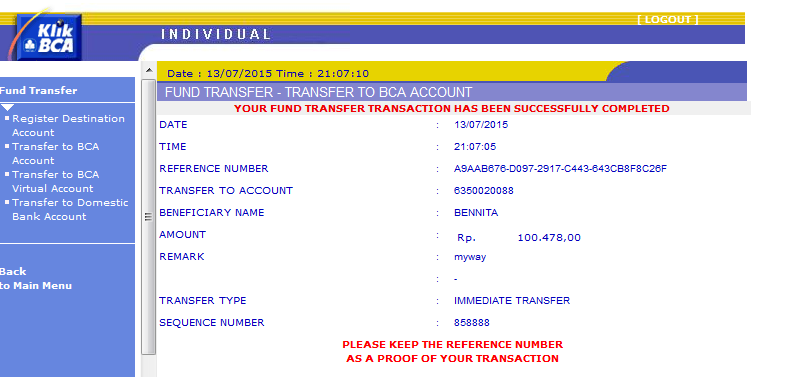 [ LOGOUT ]
Klik
BCA
INDIVIDUAL
Date : 13/07/2015 Time : 21:07:10
Fund Transfer
Register Destination
Account
Transfer to BCA
Account
Transfer to BCA
Virtual Account
Transfer to Domestic
Bank Account
Back
to Main Menu
FUND TRANSFER - TRANSFER TO BCA ACCOUNT
YOUR FUND TRANSFER TRANSACTION HAS BEEN SUCCESSFULLY COMPLETED
DATE : 13/07/2015
TIME : 21:07:05
REFERENCE NUMBER : A9AAB676-D097-2917-C443-643CB8F8C26F
TRANSFER TO ACCOUNT : 6350020088
BENEFICIARY NAME : BENNITA
AMOUNT : Rp. 100.478,00
REMARK : myway
: -
TRANSFER TYPE : IMMEDIATE TRANSFER
SEQUENCE NUMBER : 858888
PLEASE KEEP THE REFERENCE NUMBER
AS A PROOF OF YOUR TRANSACTION